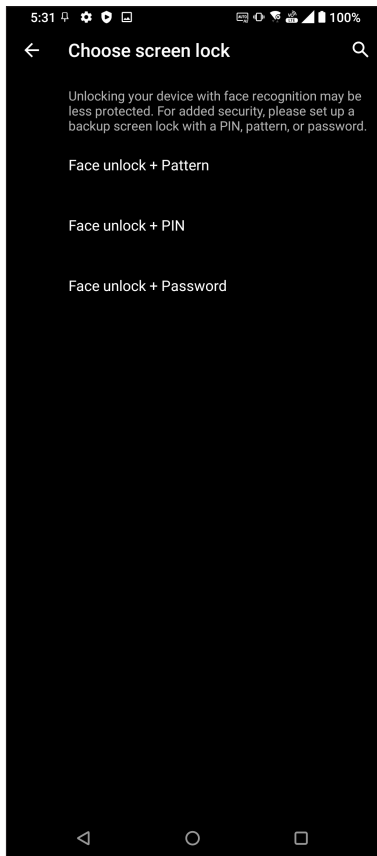 5:31
100%
Choose screen lock
Unlocking your device with face recognition may be
less protected. For added security, please set up a
backup screen lock with a PIN, pattern, or password.
Face unlock + Pattern
Face unlock + PIN
Face unlock + Password